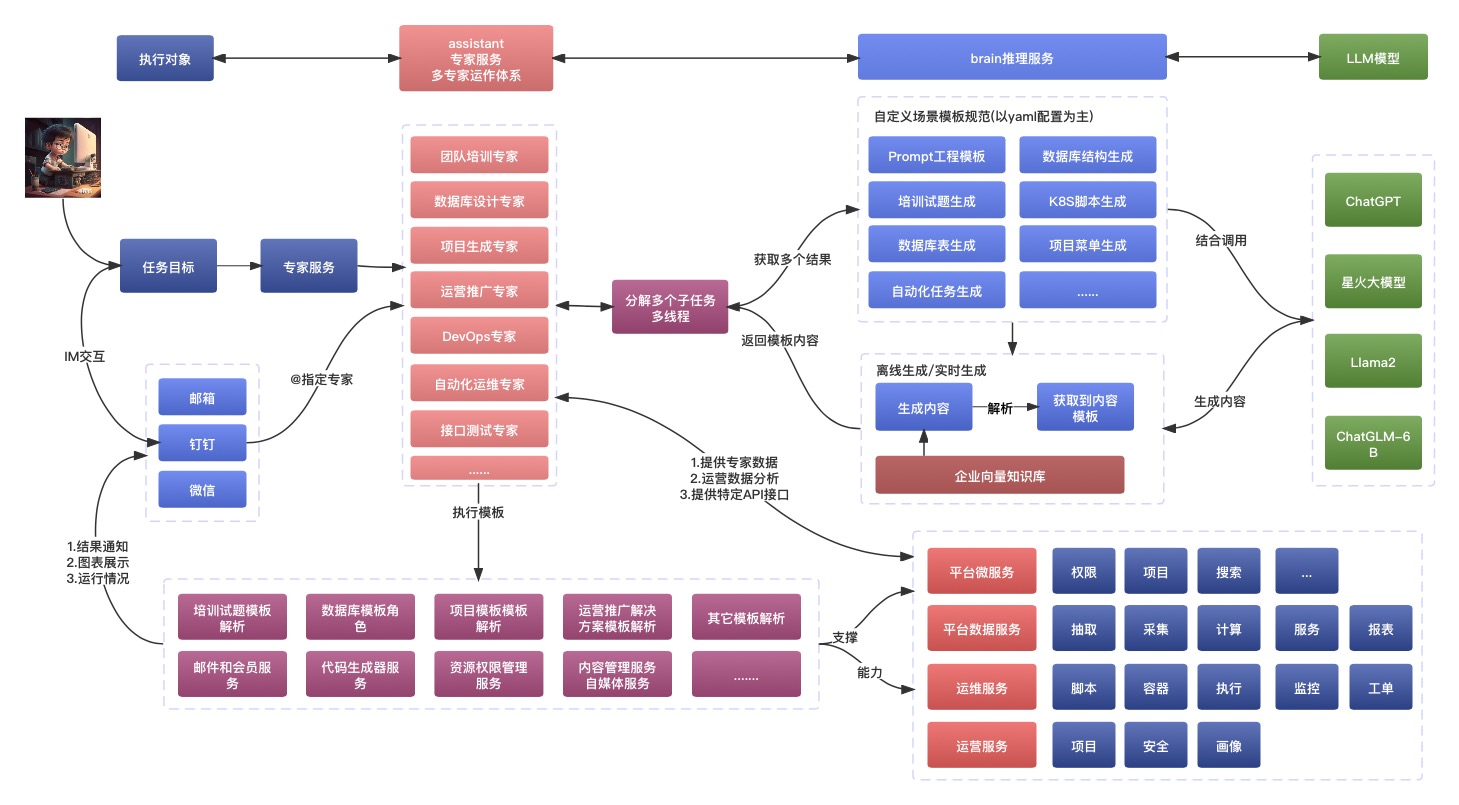 执行对象
assistant
专家服务
多专家运作体系
brain推理服务
LLM模型
任务目标
专家服务
IM交互
邮箱
钉钉
微信
@指定专家
1.结果通知
2.图表展示
3.运行情况
团队培训专家
数据库设计专家
项目生成专家
运营推广专家
DevOps专家
自动化运维专家
接口测试专家
......
执行模板
分解多个子任务
多线程
获取多个结果
返回模板内容
1.提供专家数据
2.运营数据分析
3.提供特定API接口
自定义场景模板规范(以yaml配置为主)
Prompt工程模板
数据库结构生成
培训试题生成
K8S脚本生成
数据库表生成
项目菜单生成
自动化任务生成
......
离线生成/实时生成
生成内容
解析
获取到内容
模板
企业向量知识库
结合调用
生成内容
ChatGPT
星火大模型
Llama2
ChatGLM-6
B
培训试题模板
解析
数据库模板角
色
项目模板模板
解析
运营推广解决
方案模板解析
其它模板解析
邮件和会员服
务
代码生成器服
务
资源权限管理
服务
内容管理服务
自媒体服务
.......
支撑
能力
平台微服务
权限
项目
搜索
...
平台数据服务
抽取
采集
计算
服务
报表
运维服务
脚本
容器
执行
监控
工单
运营服务
项目
安全
画像